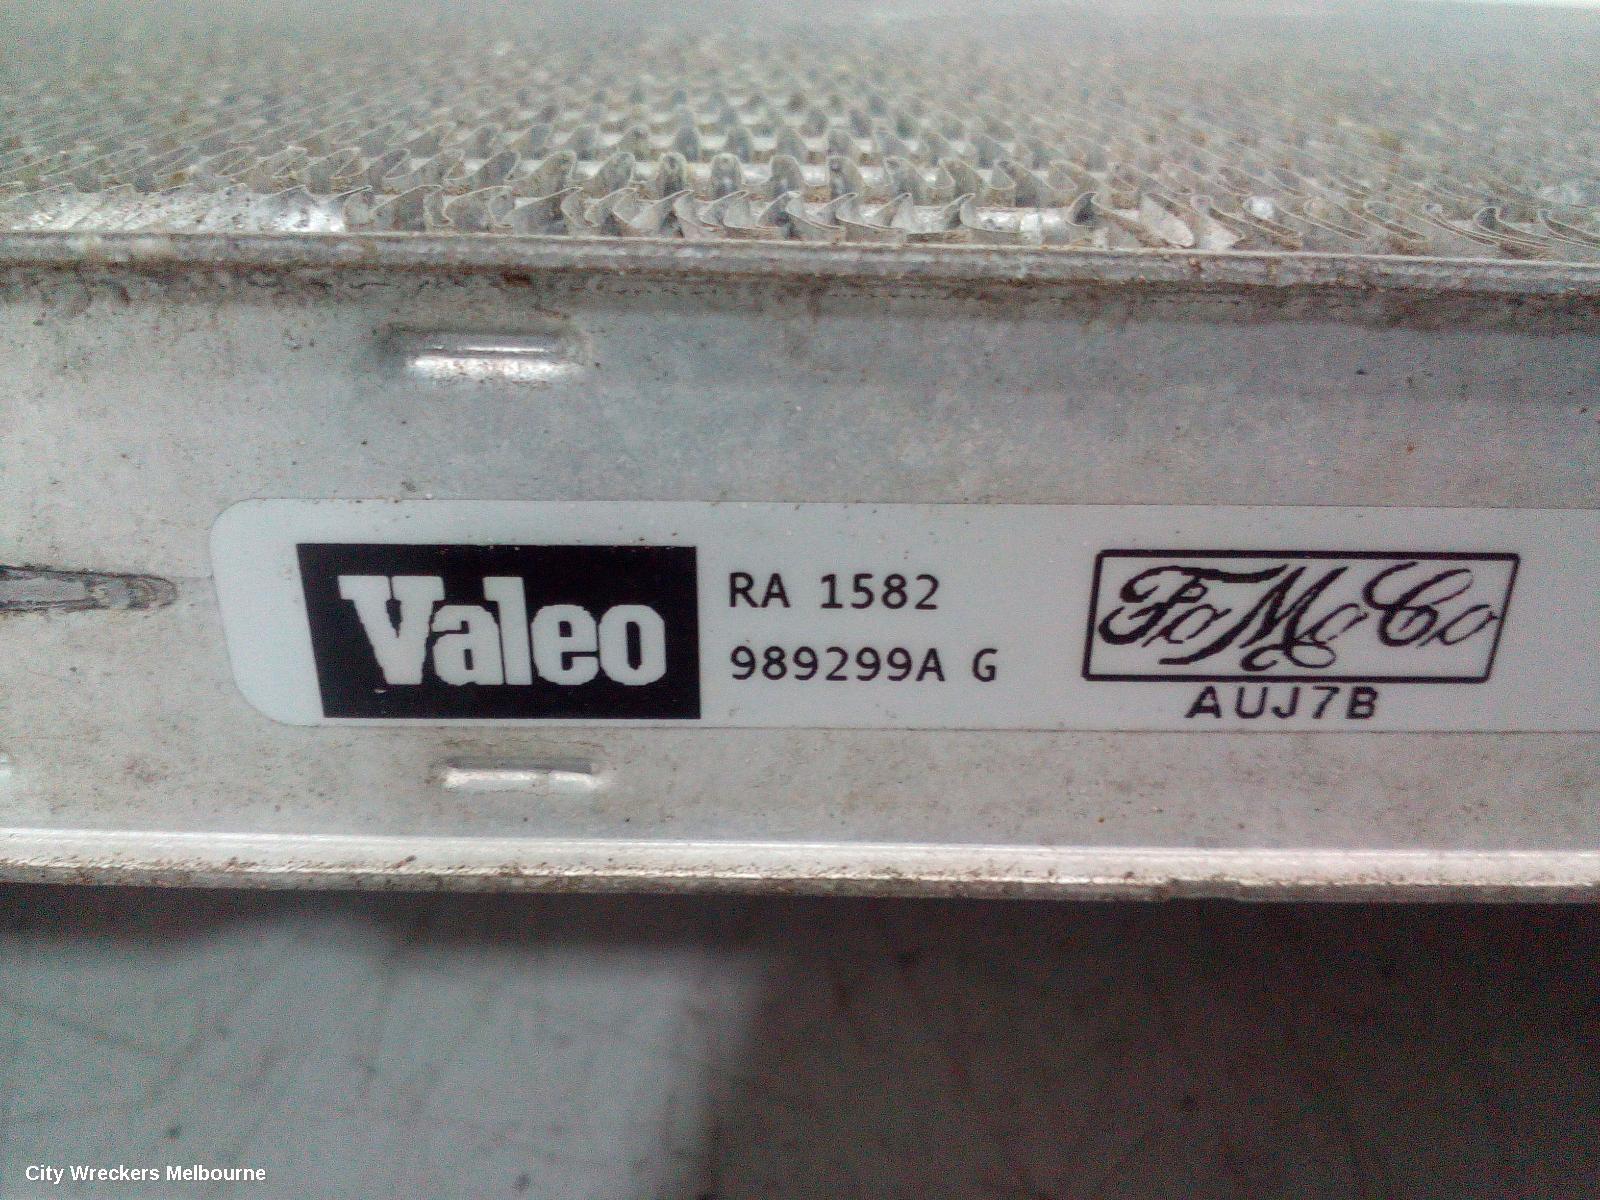 Valeo
RA 1582
989299A G
FoMoCo
AUJ7B
City Wreckers Melbourne